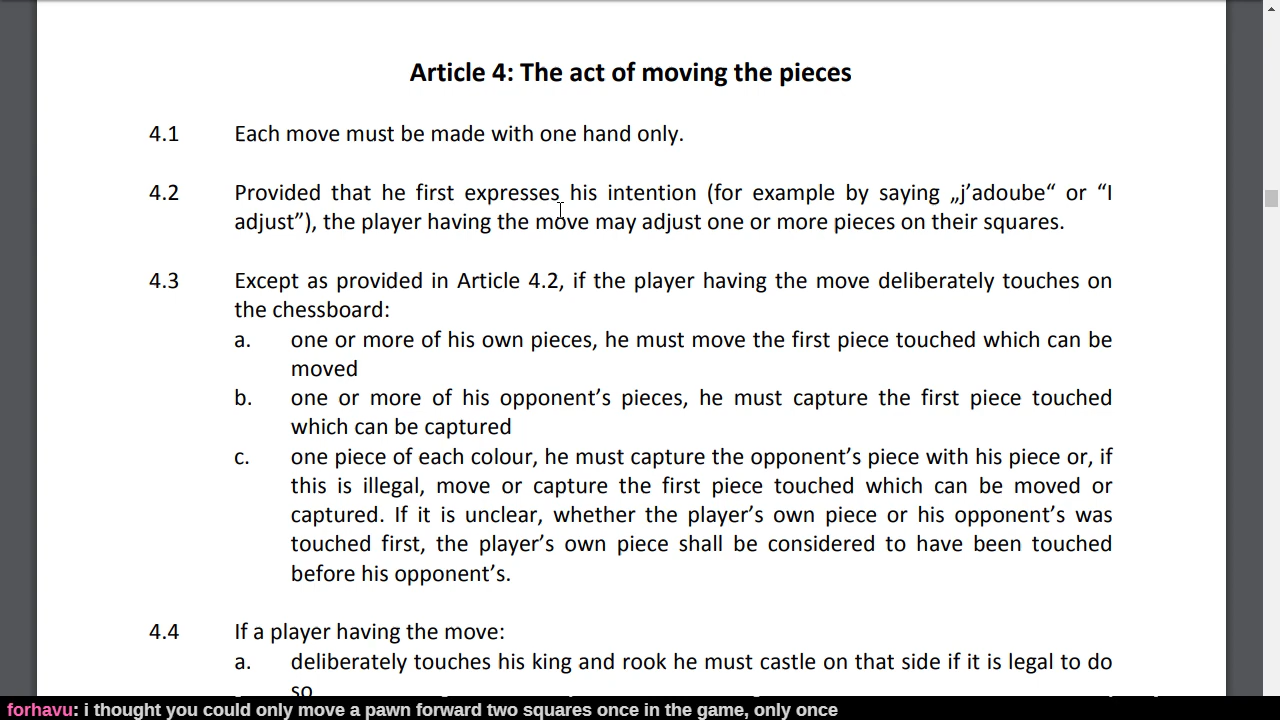 Article 4: The act of moving the pieces
4.1 Each move must be made with one hand only.
4.2 Provided that he first expresses his intention (for example by saying „j’adoube“ or “I
adjust”), the player having the move may adjust one or more pieces on their squares.
4.3 Except as provided in Article 4.2, if the player having the move deliberately touches on
the chessboard:
a. one or more of his own pieces, he must move the first piece touched which can be
moved
b. one or more of his opponent’s pieces, he must capture the first piece touched
which can be captured
c. one piece of each colour, he must capture the opponent’s piece with his piece or, if
this is illegal, move or capture the first piece touched which can be moved or
captured. If it is unclear, whether the player’s own piece or his opponent’s was
touched first, the player’s own piece shall be considered to have been touched
before his opponent’s.
4.4 If a player having the move:
a. deliberately touches his king and rook he must castle on that side if it is legal to do
so
forhavu: i thought you could only move a pawn forward two squares once in the game, only once